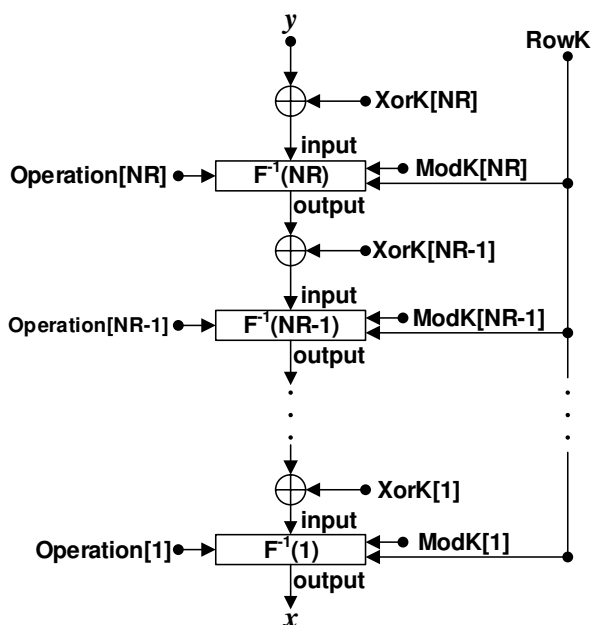 y
RowK
XorK[NR]
input
Operation[NR]
F⁻¹(NR)
ModK[NR]
output
XorK[NR-1]
input
Operation[NR-1]
F⁻¹(NR-1)
ModK[NR-1]
output
XorK[1]
input
Operation[1]
F⁻¹(1)
ModK[1]
output
x